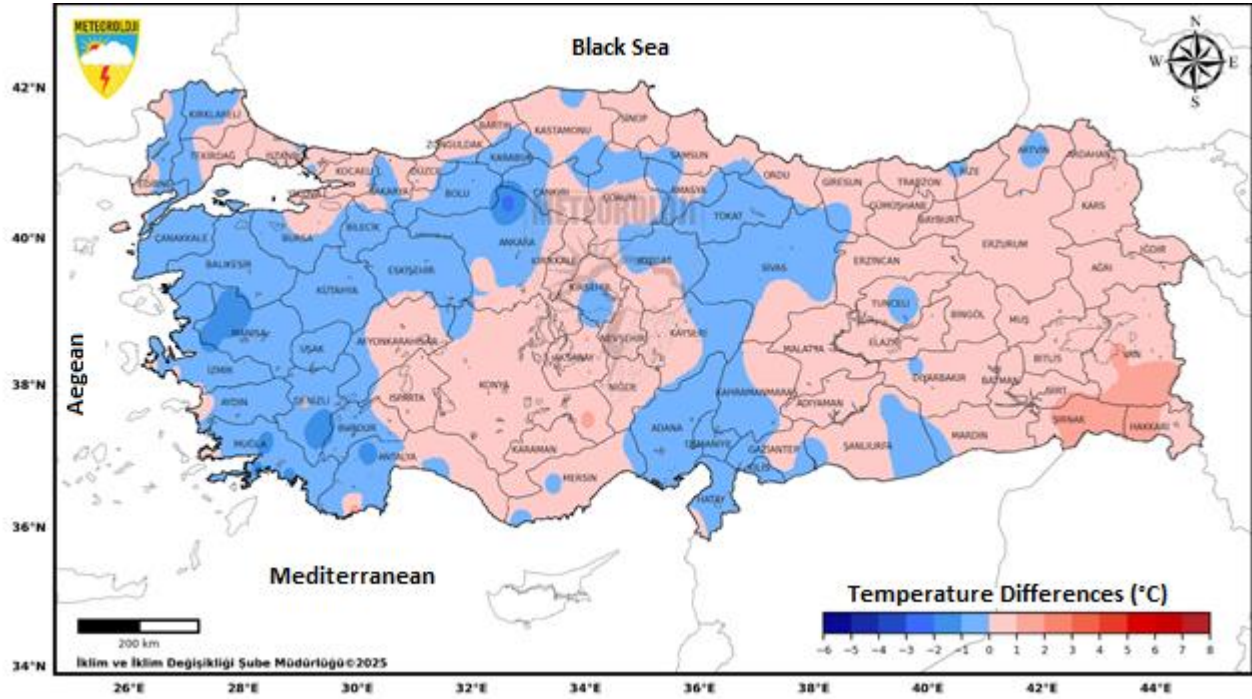 METEOROLOJİ
Black Sea
N
W
E
S
42°N
40°N
38°N
36°N
34°N
KIRKLARELİ
TEKİRDAĞ
KOCAELİ
DÜZCE
ZONGULDAK
BARTIN
KASTAMONU
SİNOP
SAMSUN
ORDU
GİRESUN
TRABZON
RİZE
ARTVİN
ARDAHAN
BOLU
ÇANKIRI
ÇORUM
AMASYA
TOKAT
GÜMÜŞHANE
BAYBURT
KARS
METEOROLOJİ
ÇANAKKALE
BURSA
BİLECİK
ANKARA
ERZURUM
IĞDIR
BALIKESİR
ESKİŞEHİR
KIRIKKALE
YOZGAT
SİVAS
ERZİNCAN
AĞRI
KÜTAHYA
KIRŞEHİR
TUNCELİ
BİNGÖL
MUŞ
MANİSA
UŞAK
AFYONKARAHİSAR
NEVŞEHİR
KAYSERİ
MALATYA
ELAZIĞ
BİTLİS
VAN
Aegean
İZMİR
KONYA
AKSARAY
NİĞDE
KAHRAMANMARAŞ
DİYARBAKIR
BATMAN
SİİRT
AYDIN
DENİZLİ
ISPARTA
ADIYAMAN
ŞIRNAK
HAKKARİ
MUĞLA
BURDUR
ANTALYA
KARAMAN
MERSİN
ADANA
OSMANİYE
GAZİANTEP
KİLİS
ŞANLIURFA
MARDİN
HATAY
Mediterranean
Temperature Differences (°C)
−6 −5 −4 −3 −2 −1 0 1 2 3 4 5 6 7 8
200 km
İklim ve İklim Değişikliği Şube Müdürlüğü©2025
26°E 28°E 30°E 32°E 34°E 36°E 38°E 40°E 42°E 44°E